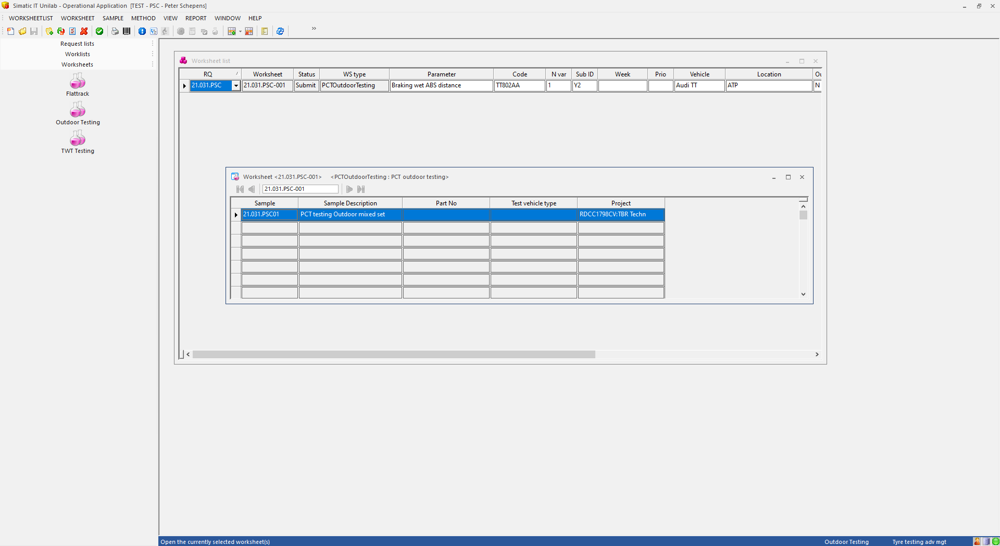 Simatic IT Unilab - Operational Application [TEST - PSC - Peter Schepens]
WORKSHEETLIST WORKSHEET SAMPLE METHOD VIEW REPORT WINDOW HELP
Request lists
Worklists
Worksheets
Flattrack
Outdoor Testing
TWT Testing
Worksheet list
RQ Worksheet Status WS type Parameter Code N var Sub ID Week Prio Vehicle Location Ou
21.031.PSC 21.031.PSC-001 Submit PCTOutdoorTesting Braking wet ABS distance TT802AA 1 Y2 Audi TT ATP N
Worksheet <21.031.PSC-001> <PCTOutdoorTesting : PCT outdoor testing>
21.031.PSC-001
Sample Sample Description Part No Test vehicle type Project
21.031.PSC01 PCT testing Outdoor mixed set RDCC1798CV:TBR Techn
Open the currently selected worksheet(s) Outdoor Testing Tyre testing adv mgt